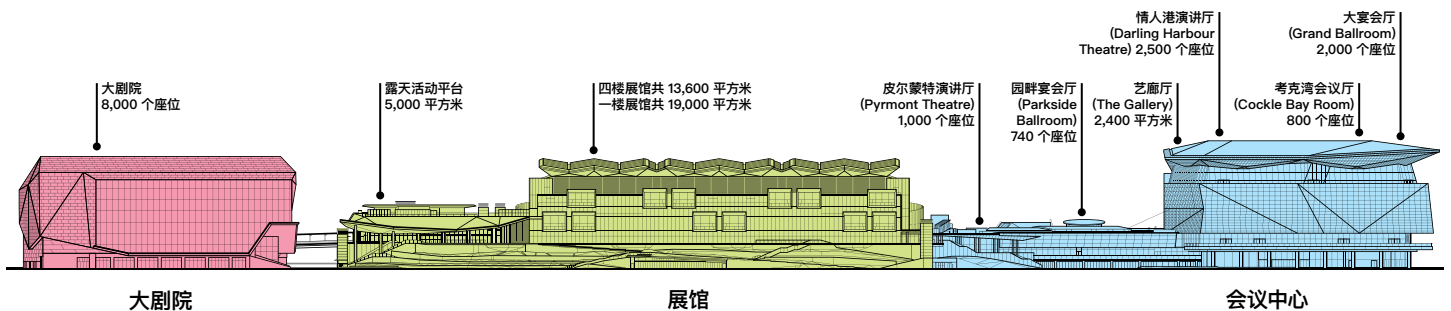 大剧院
8,000 个座位
露天活动平台
5,000 平方米
四楼展馆共 13,600 平方米
一楼展馆共 19,000 平方米
皮尔蒙特演讲厅
(Pyrmont Theatre)
1,000 个座位
园畔宴会厅
(Parkside
Ballroom)
740 个座位
艺廊厅
(The Gallery)
2,400 平方米
情人港演讲厅
(Darling Harbour
Theatre) 2,500 个座位
考克湾会议厅
(Cockle Bay Room)
800 个座位
大宴会厅
(Grand Ballroom)
2,000 个座位
大剧院
展馆
会议中心